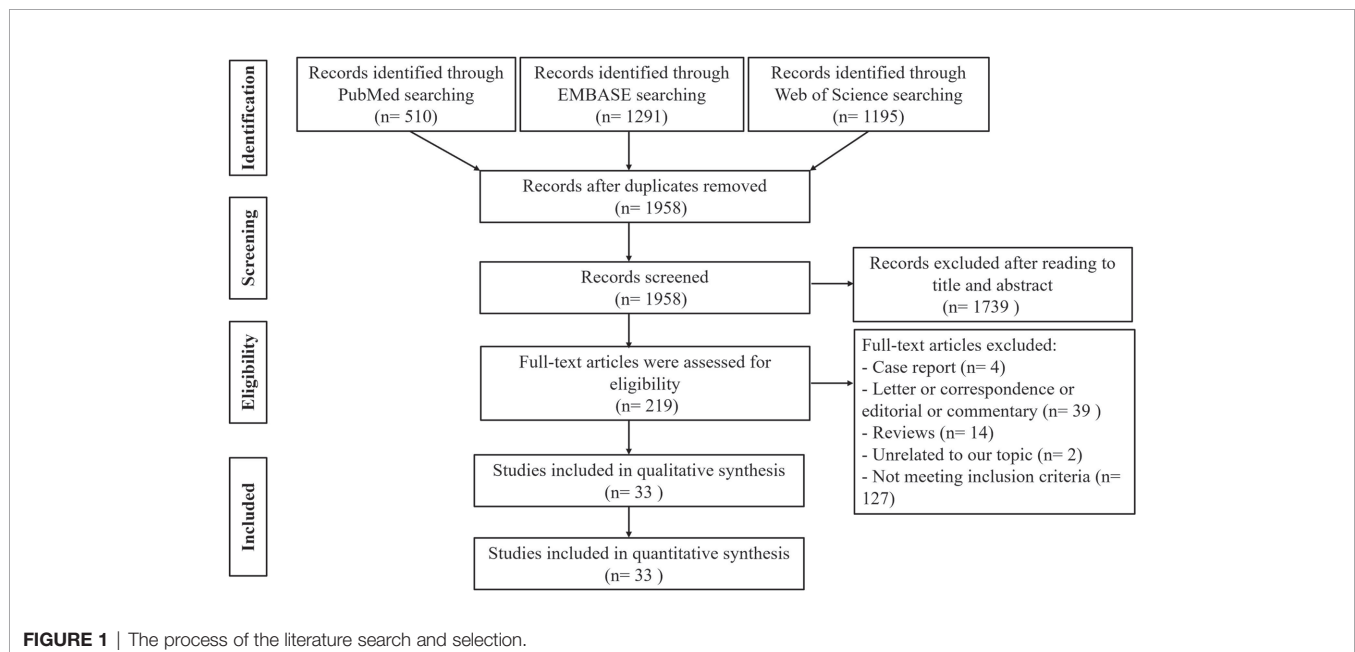 Identification
Records identified through
PubMed searching
(n= 510)
Records identified through
EMBASE searching
(n= 1291)
Records identified through
Web of Science searching
(n= 1195)
Records after duplicates removed
(n= 1958)
Screening
Records screened
(n= 1958)
Records excluded after reading to
title and abstract
(n= 1739 )
Eligibility
Full-text articles were assessed for
eligibility
(n= 219)
Full-text articles excluded:
- Case report (n= 4)
- Letter or correspondence or
editorial or commentary (n= 39 )
- Reviews (n= 14)
- Unrelated to our topic (n= 2)
- Not meeting inclusion criteria (n=
127)
Included
Studies included in qualitative synthesis
(n= 33 )
Studies included in quantitative synthesis
(n= 33 )
FIGURE 1 | The process of the literature search and selection.